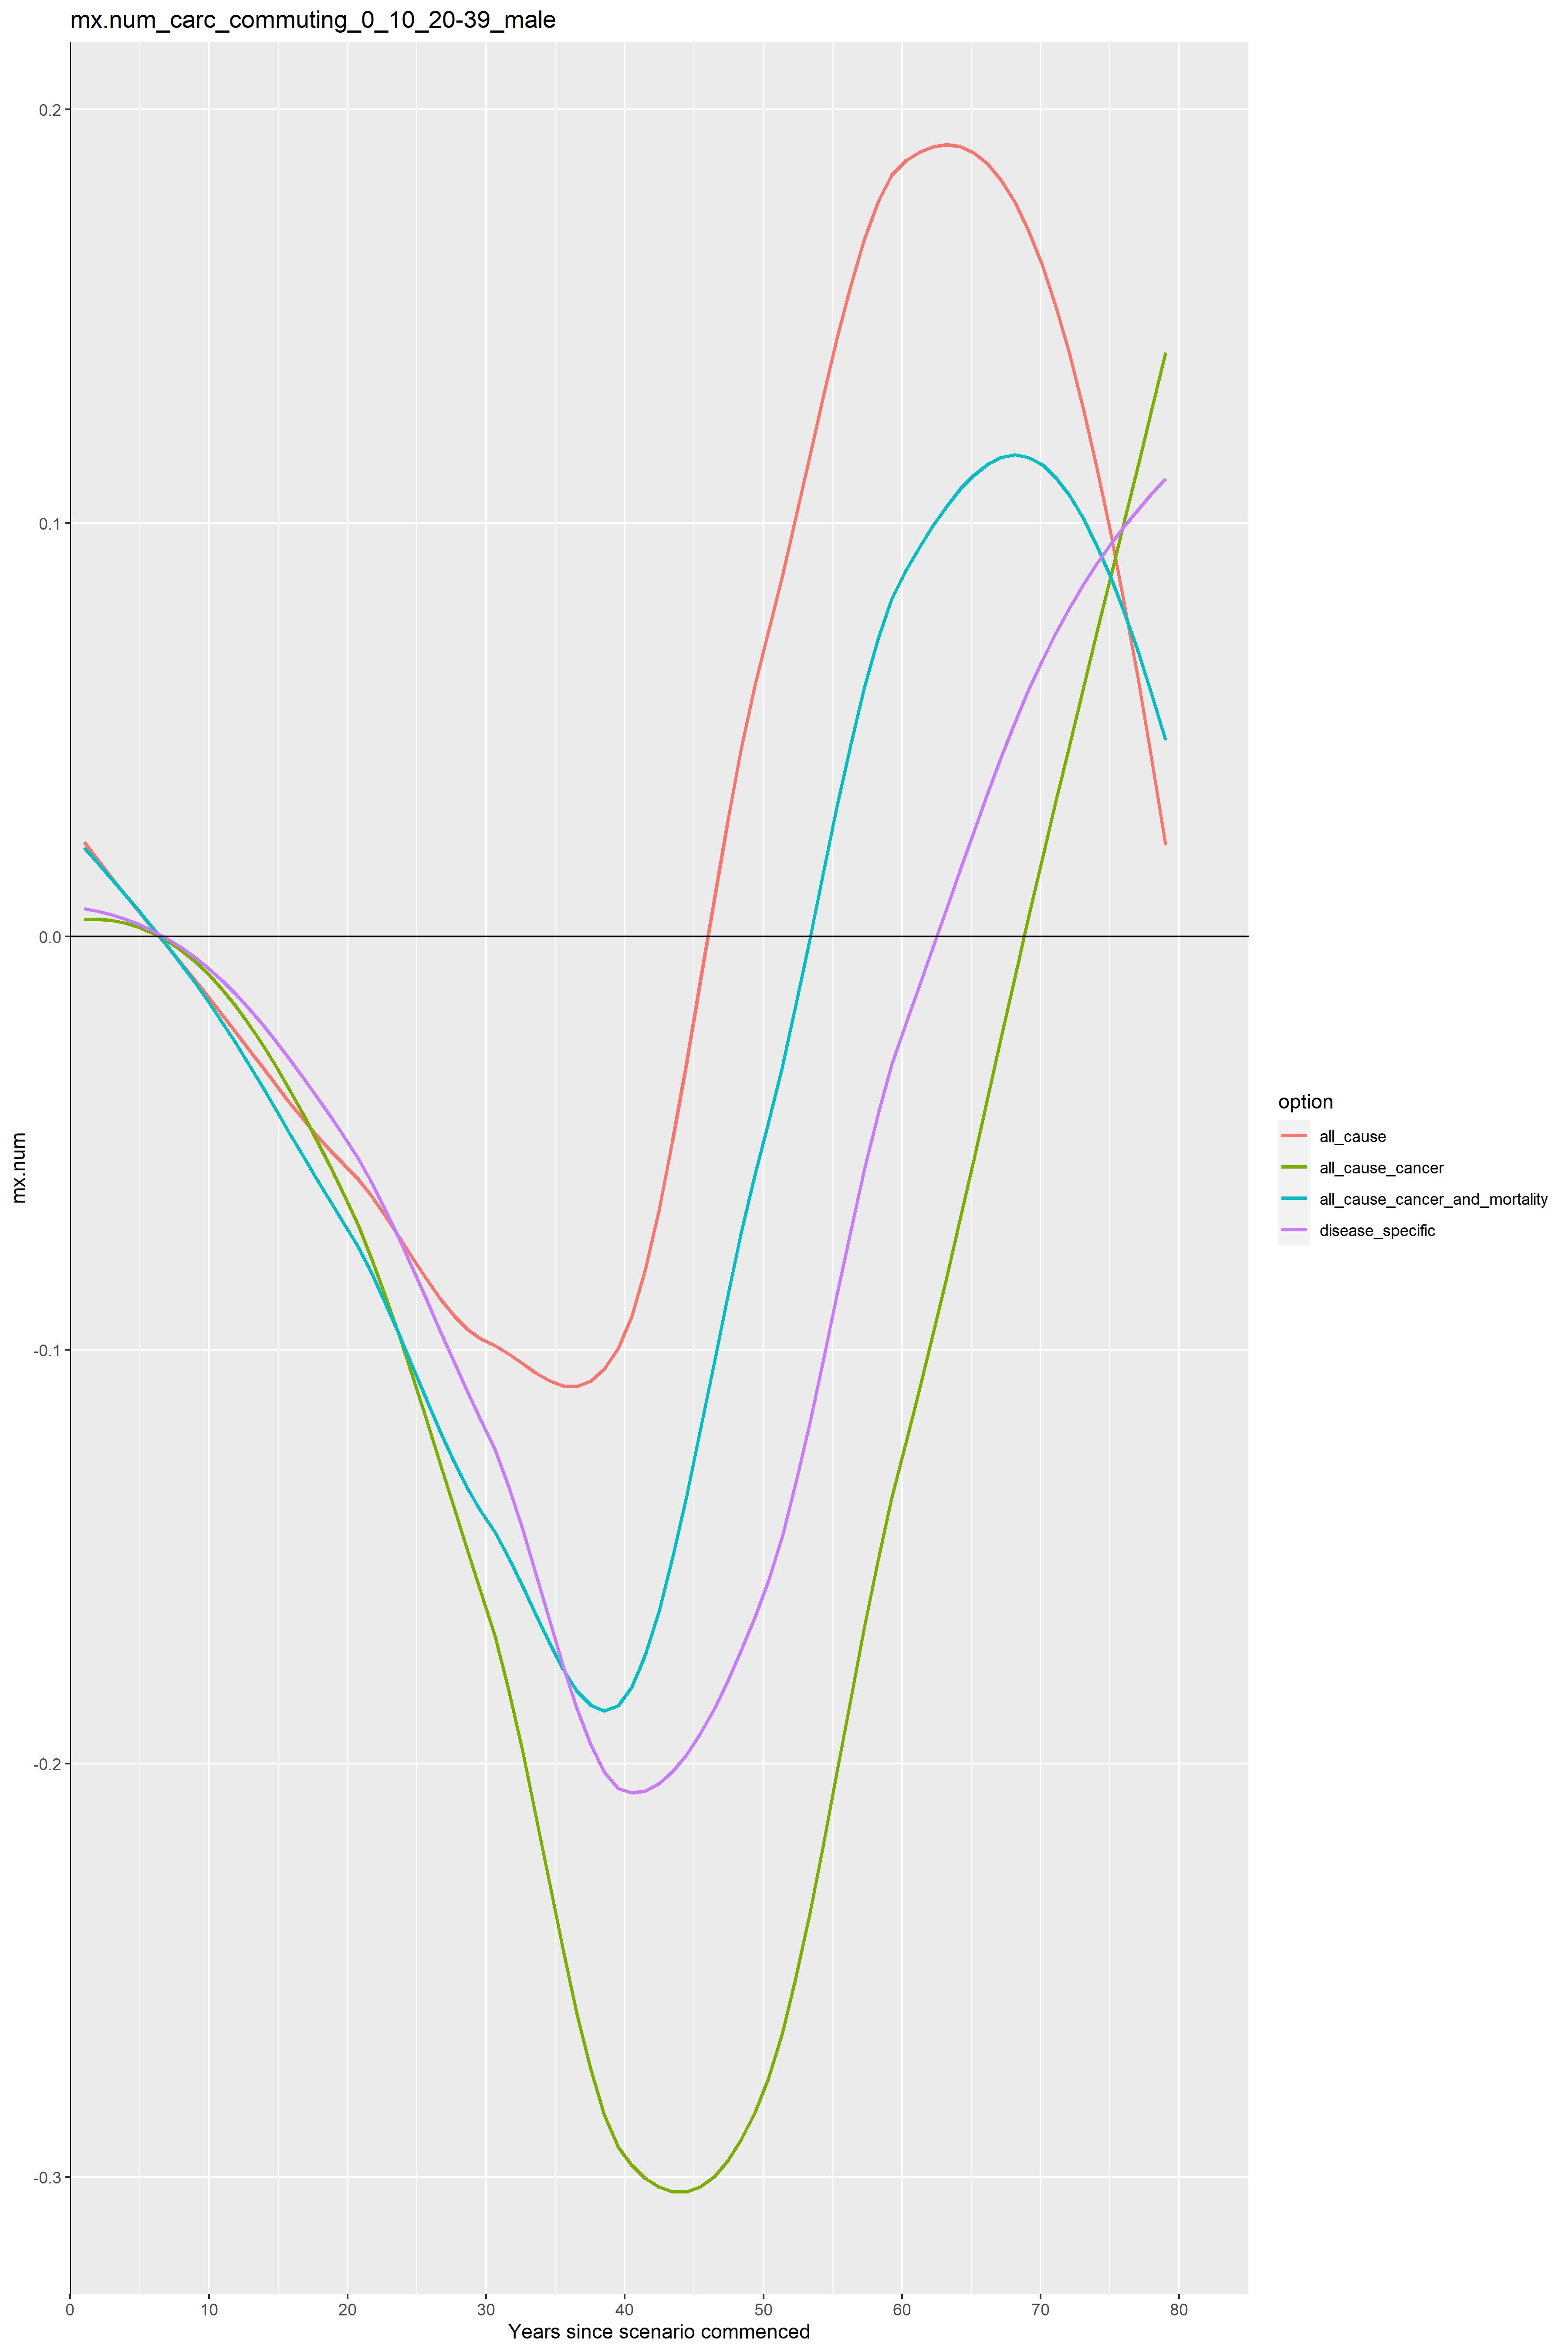 mx.num_carc_commuting_0_10_20-39_male
mx.num
0.2
0.1
0.0
-0.1
-0.2
-0.3
0 10 20 30 40 50 60 70 80
Years since scenario commenced
option
all_cause
all_cause_cancer
all_cause_cancer_and_mortality
disease_specific